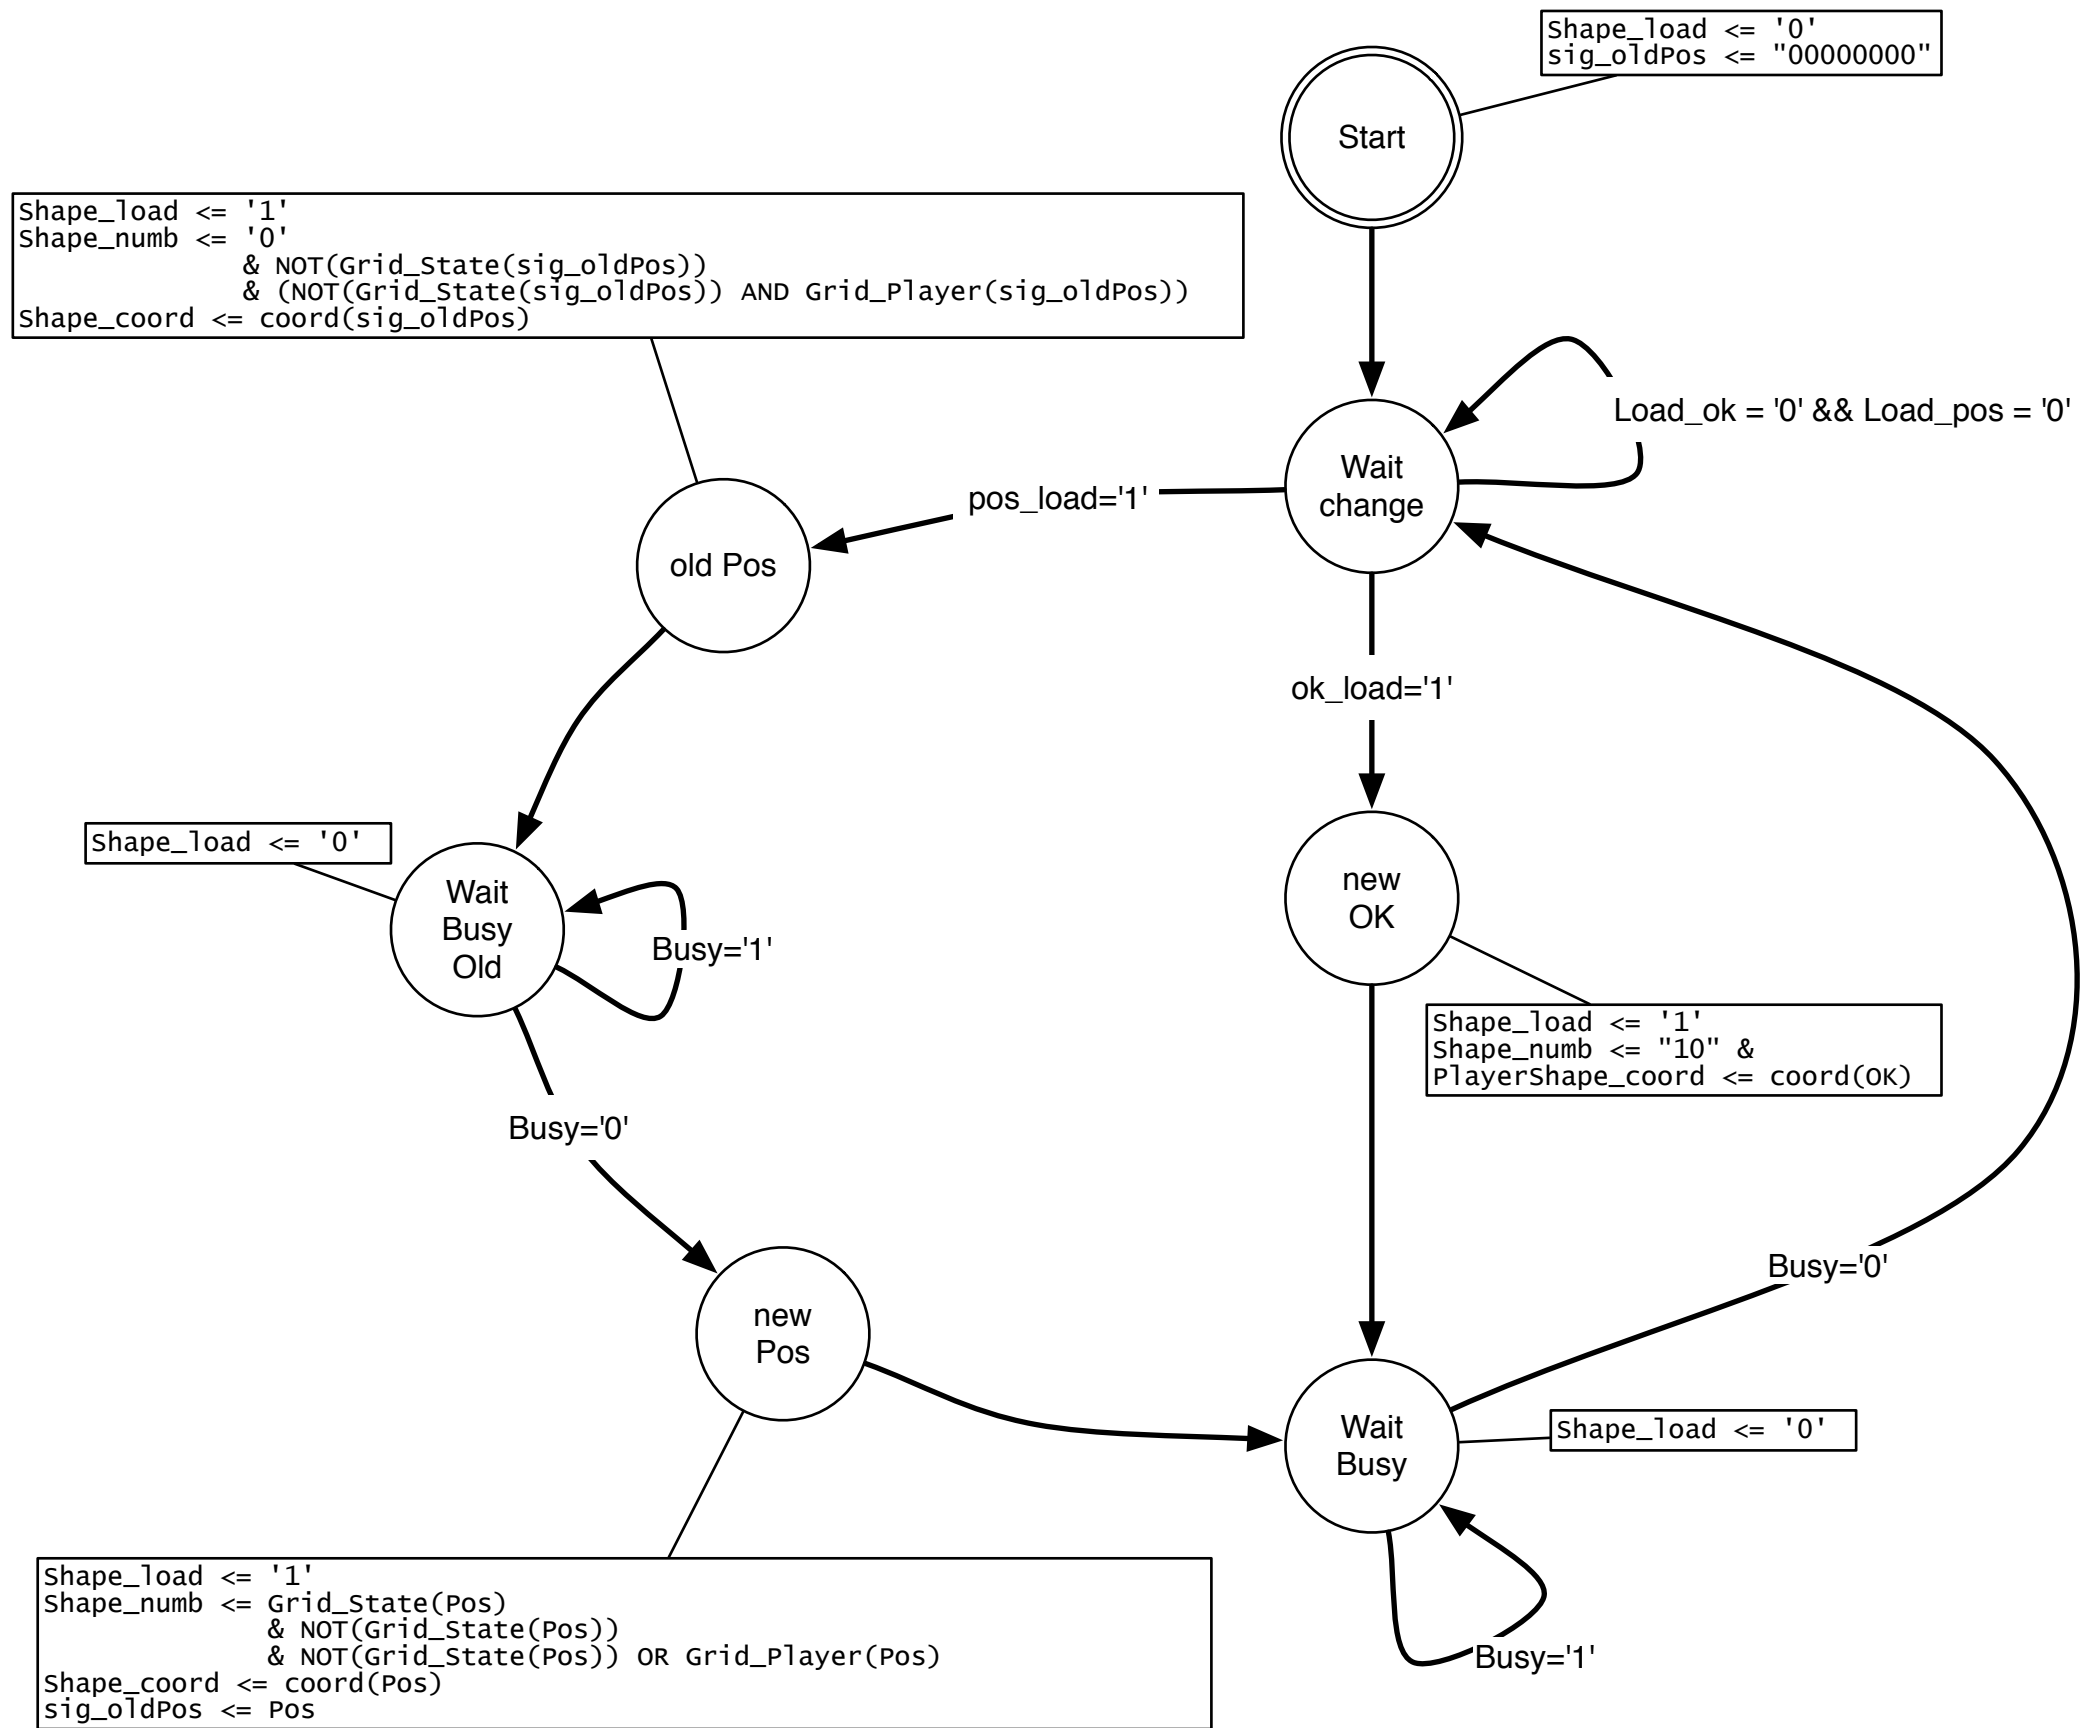 Shape_load <= '0'
sig_oldPos <= "00000000"
Start
Shape_load <= '1'
Shape_numb <= '0'
& NOT(Grid_State(sig_oldPos))
& (NOT(Grid_State(sig_oldPos)) AND Grid_Player(sig_oldPos))
Shape_coord <= coord(sig_oldPos)
Load_ok = '0' && Load_pos = '0'
Wait
change
pos_load='1'
old Pos
ok_load='1'
Shape_load <= '0'
Wait
Busy
Old
Busy='1'
new
OK
Shape_load <= '1'
Shape_numb <= "10" &
PlayerShape_coord <= coord(OK)
Busy='0'
Busy='0'
new
Pos
Wait
Busy
Shape_load <= '0'
Shape_load <= '1'
Shape_numb <= Grid_State(Pos)
& NOT(Grid_State(Pos))
& NOT(Grid_State(Pos)) OR Grid_Player(Pos)
Shape_coord <= coord(Pos)
sig_oldPos <= Pos
Busy='1'